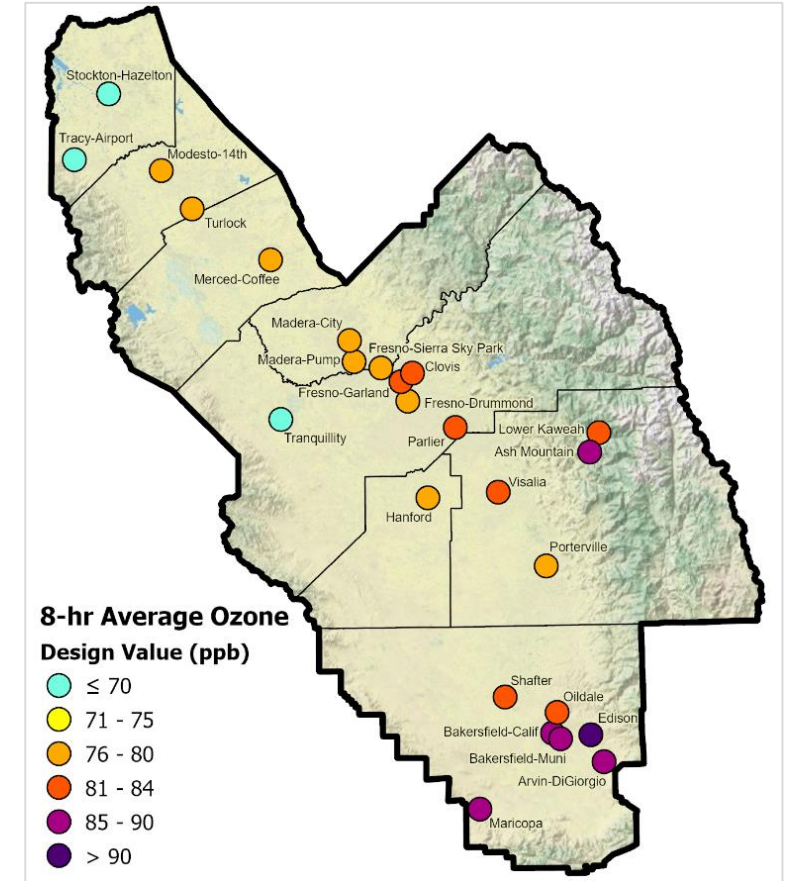 Stockton-Hazelton
Tracy-Airport
Modesto-14th
Turlock
Merced-Coffee
Madera-City
Fresno-Sierra Sky Park
Madera-Pump
Clovis
Fresno-Garland
Fresno-Drummond
Tranquillity
Parlier
Lower Kaweah
Ash Mountain
Visalia
Hanford
Porterville
8-hr Average Ozone
Design Value (ppb)
≤ 70
71 - 75
76 - 80
81 - 84
85 - 90
> 90
Shafter
Oildale
Edison
Bakersfield-Calif
Bakersfield-Muni
Arvin-DiGiorgio
Maricopa